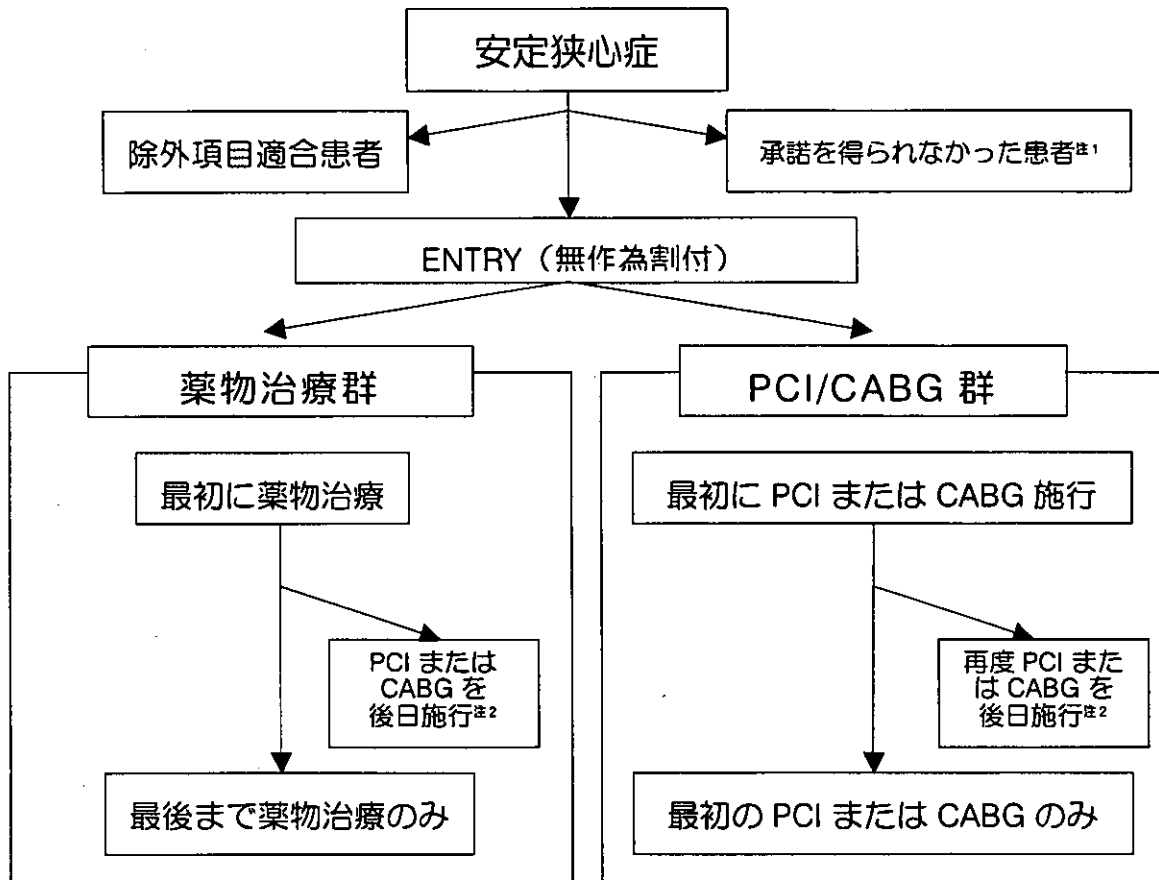 安定狭心症
除外項目適合患者
承諾を得られなかった患者注1
ENTRY（無作為割付）
薬物治療群
PCI/CABG 群
最初に薬物治療
最初に PCI または CABG 施行
PCI または
CABG を
後日施行注2
再度 PCI また
は CABG を
後日施行注2
最後まで薬物治療のみ
最初の PCI または CABG のみ